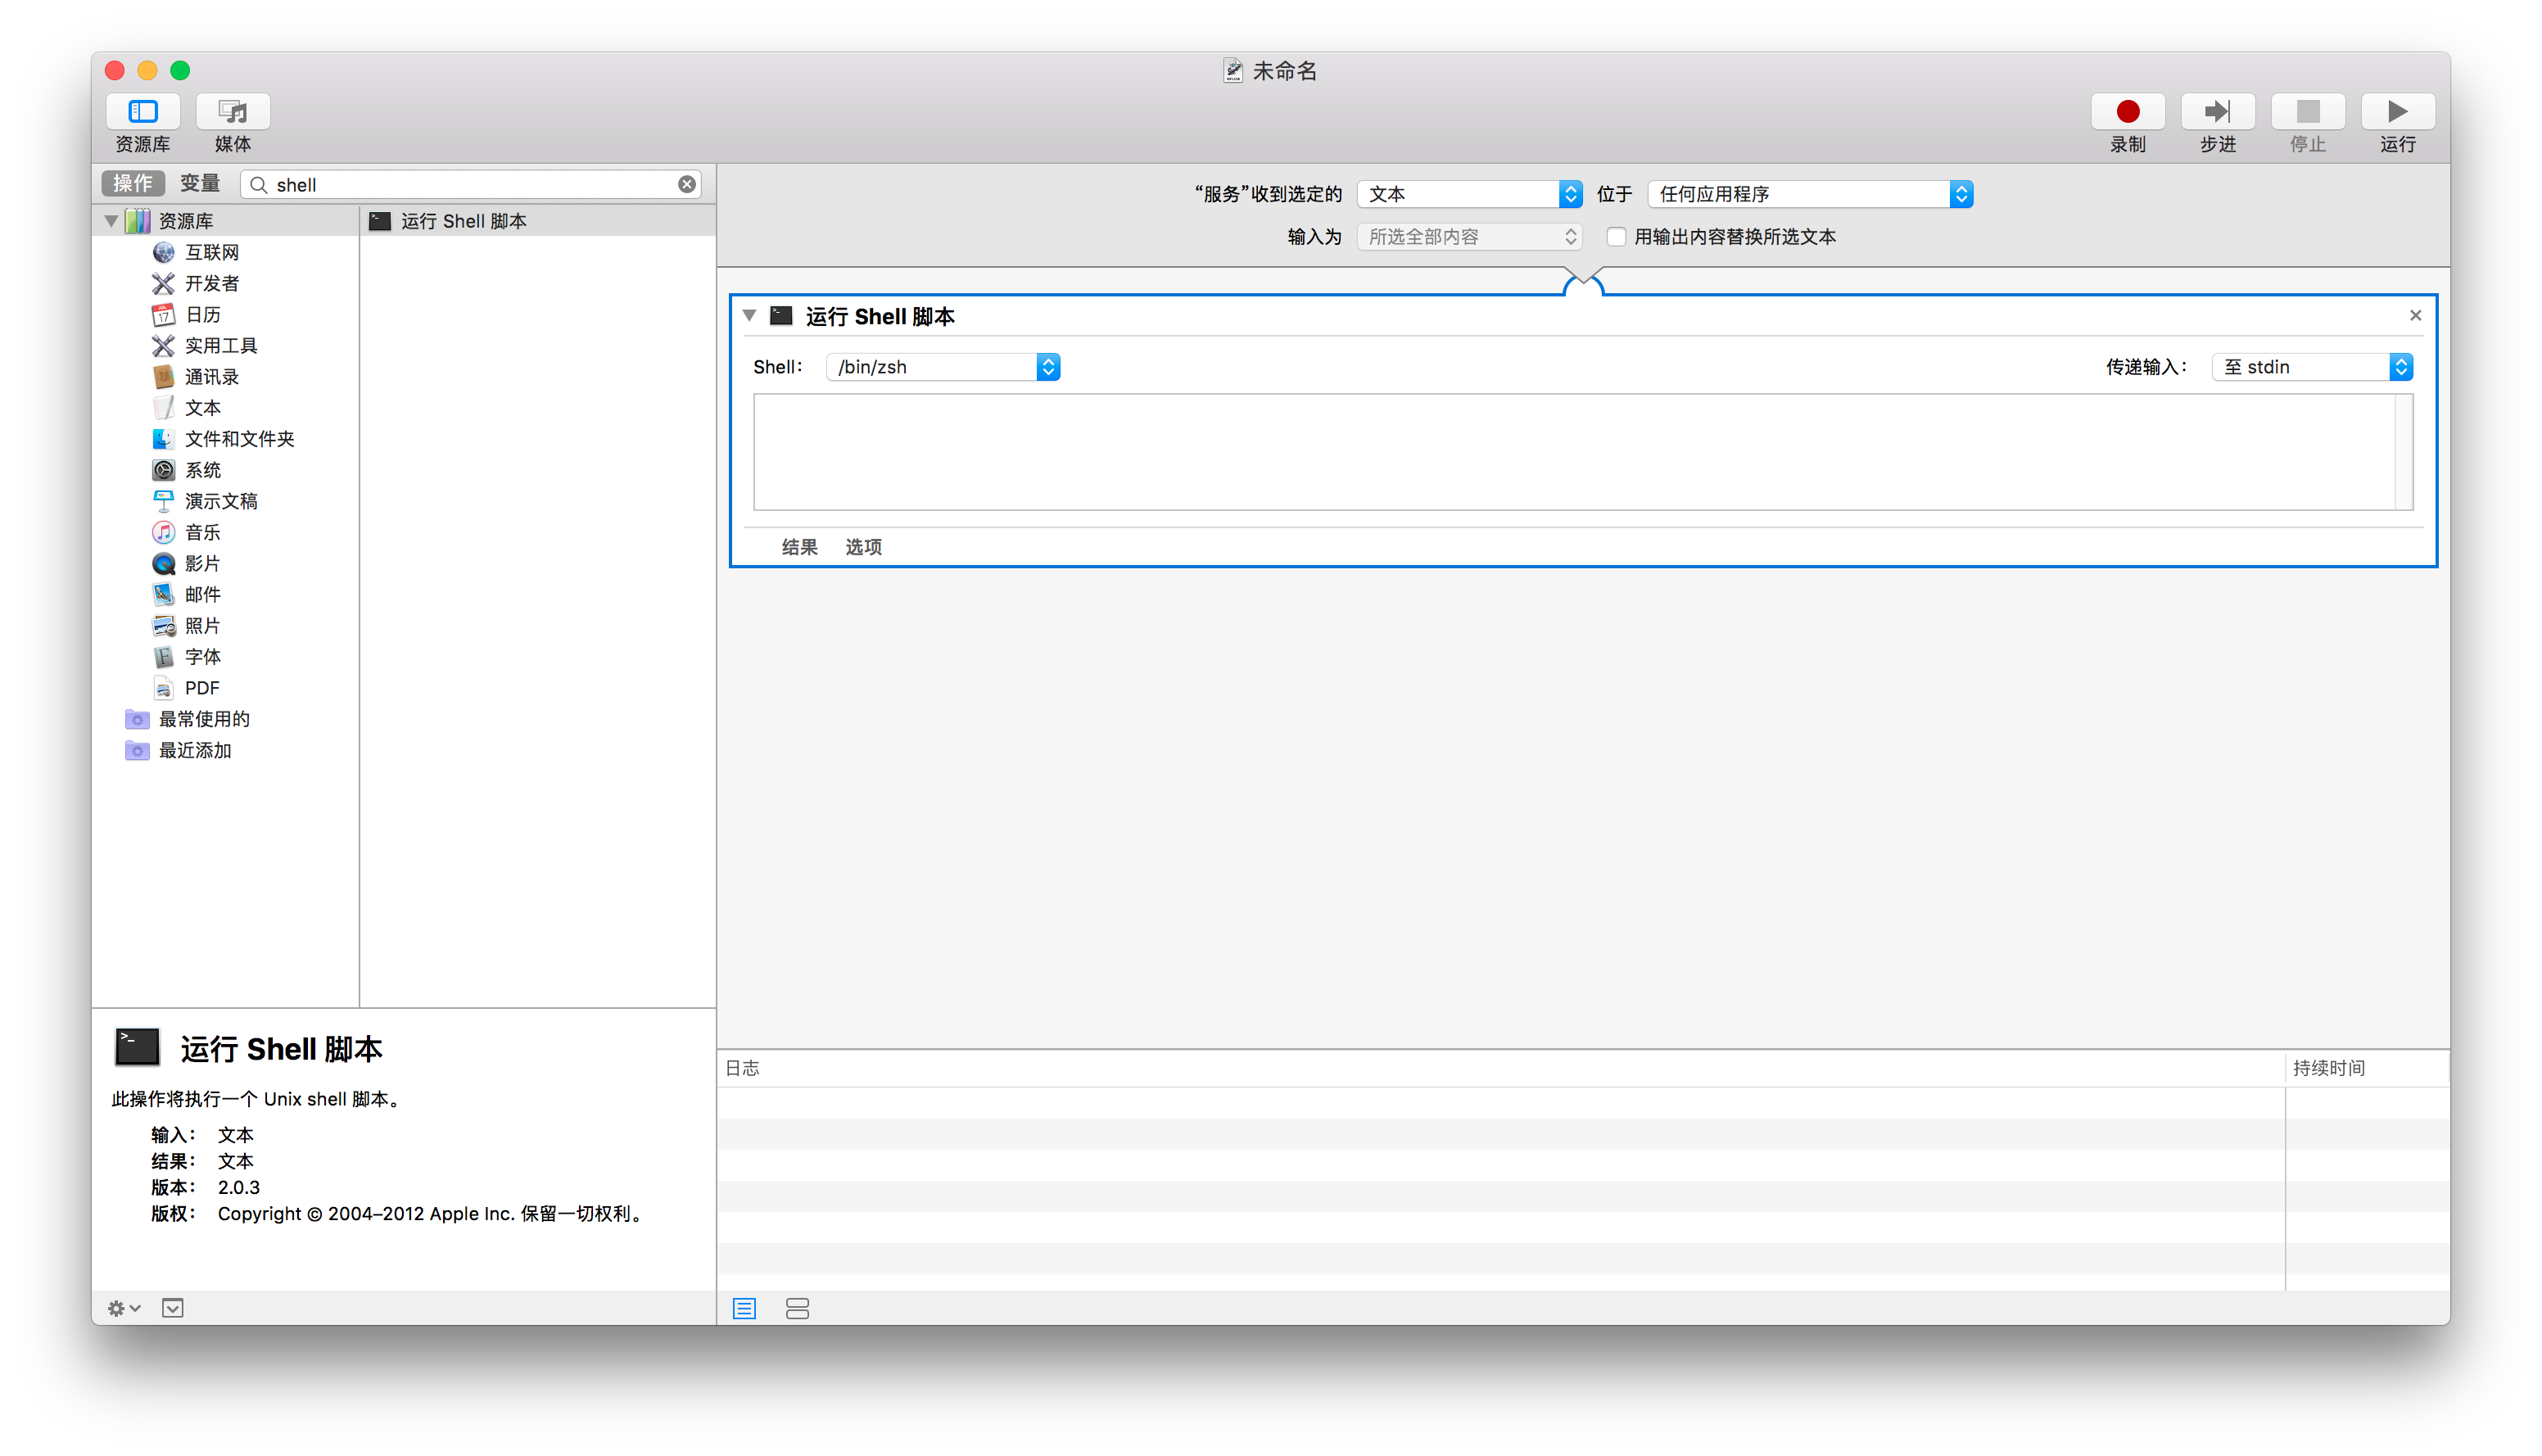 未命名
资源库 媒体
录制 步进 停止 运行
操作 变量 shell
资源库
互联网
开发者
日历
实用工具
通讯录
文本
文件和文件夹
系统
演示文稿
音乐
影片
邮件
照片
字体
PDF
最常使用的
最近添加
运行 Shell 脚本
“服务”收到选定的 文本 位于 任何应用程序
输入为 所选全部内容 用输出内容替换所选文本
运行 Shell 脚本
Shell： /bin/zsh 传递输入： 至 stdin
结果 选项
运行 Shell 脚本
此操作将执行一个 Unix shell 脚本。
输入： 文本
结果： 文本
版本： 2.0.3
版权： Copyright © 2004–2012 Apple Inc. 保留一切权利。
日志 持续时间